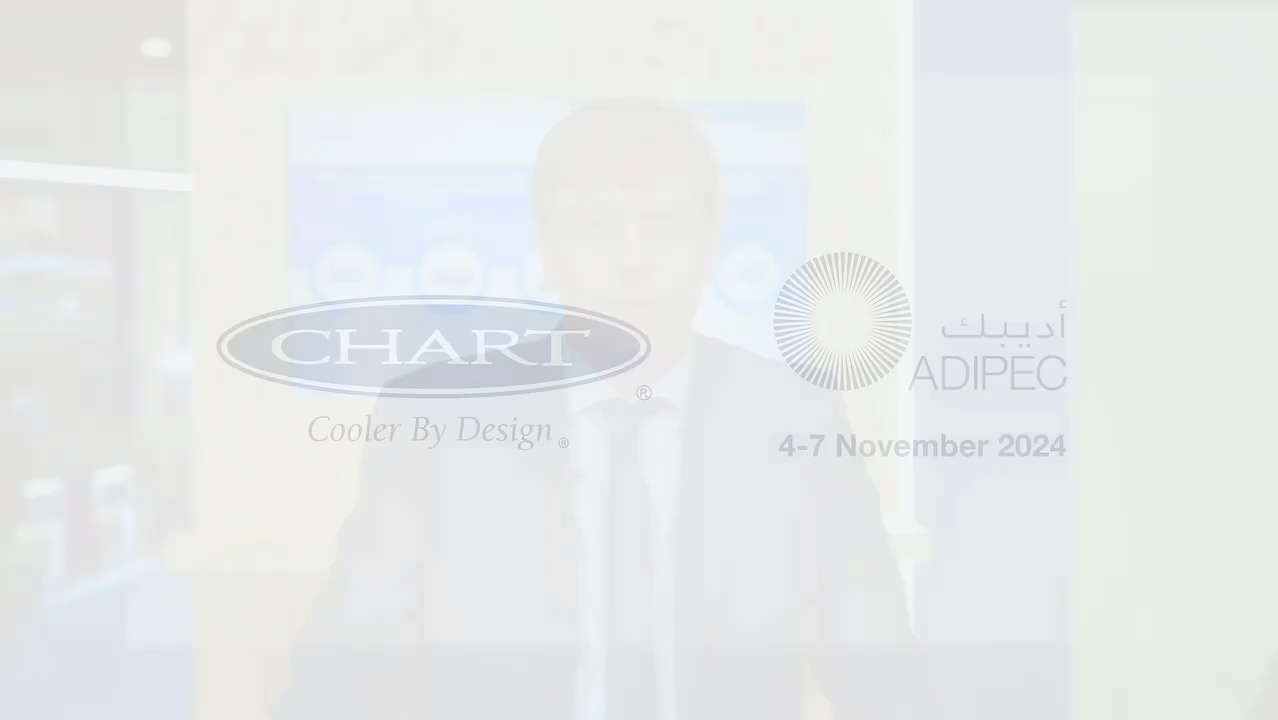 CHART
®
Cooler By Design®
أديبك
ADIPEC
4-7 November 2024